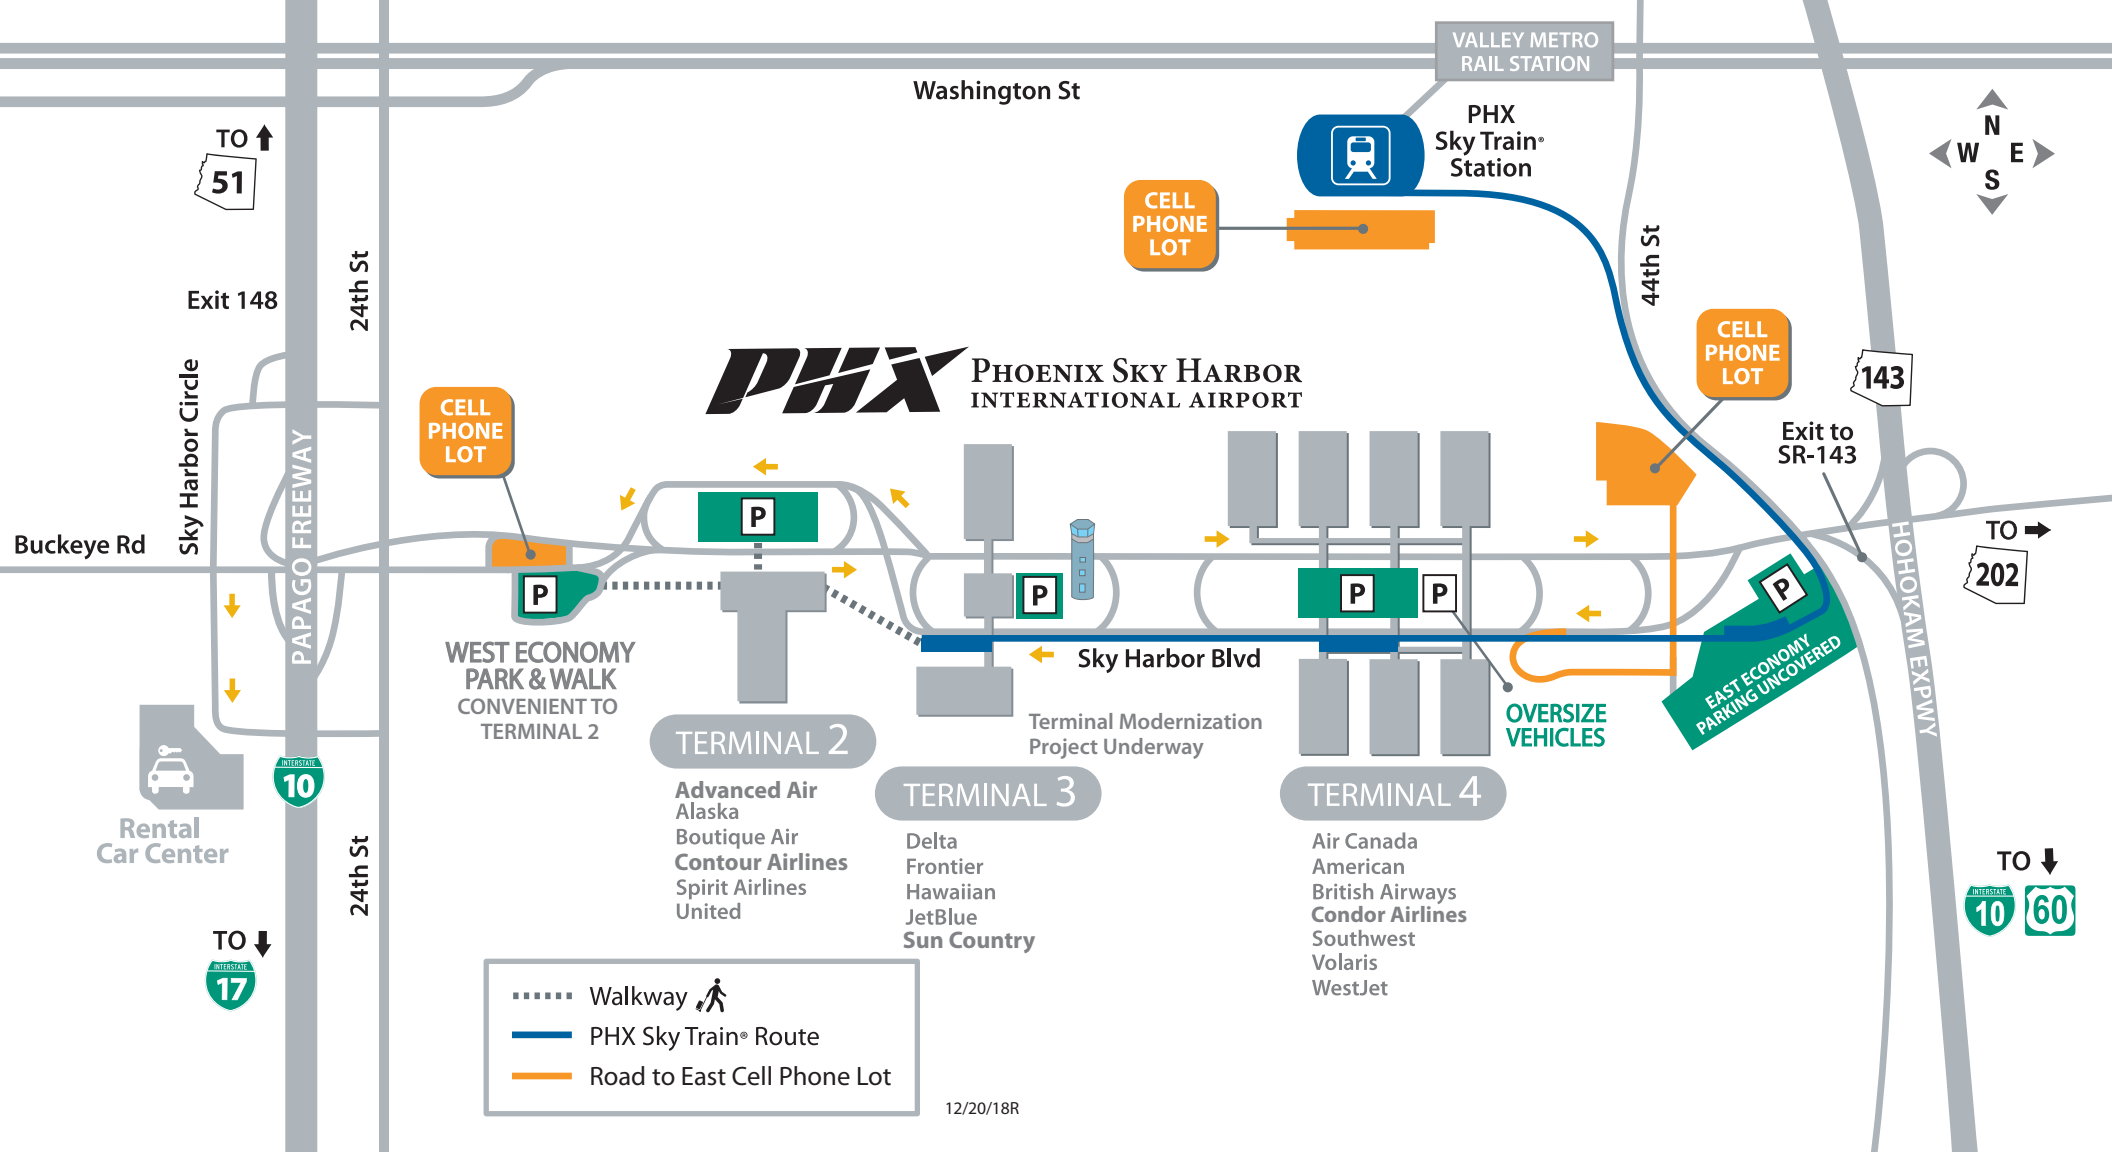 VALLEY METRO
RAIL STATION
Washington St
PHX
Sky Train®
Station
N
W E
S
TO
51
CELL
PHONE
LOT
24th St
44th St
Exit 148
CELL
PHONE
LOT
PHX PHOENIX SKY HARBOR
INTERNATIONAL AIRPORT
143
Sky Harbor Circle
CELL
PHONE
LOT
Exit to
SR-143
PAPAGO FREEWAY
Buckeye Rd
P
TO
202
HOHOKAM EXPWY
P
P
P
P
P
WEST ECONOMY
PARK & WALK
CONVENIENT TO
TERMINAL 2
Sky Harbor Blvd
EAST ECONOMY
PARKING UNCOVERED
OVERSIZE
VEHICLES
Terminal Modernization
Project Underway
INTERSTATE
10
Rental
Car Center
24th St
TO
INTERSTATE
17
TERMINAL 2
Advanced Air
Alaska
Boutique Air
Contour Airlines
Spirit Airlines
United
TERMINAL 3
Delta
Frontier
Hawaiian
JetBlue
Sun Country
TERMINAL 4
Air Canada
American
British Airways
Condor Airlines
Southwest
Volaris
WestJet
TO
INTERSTATE
10
60
Walkway
PHX Sky Train® Route
Road to East Cell Phone Lot
12/20/18R